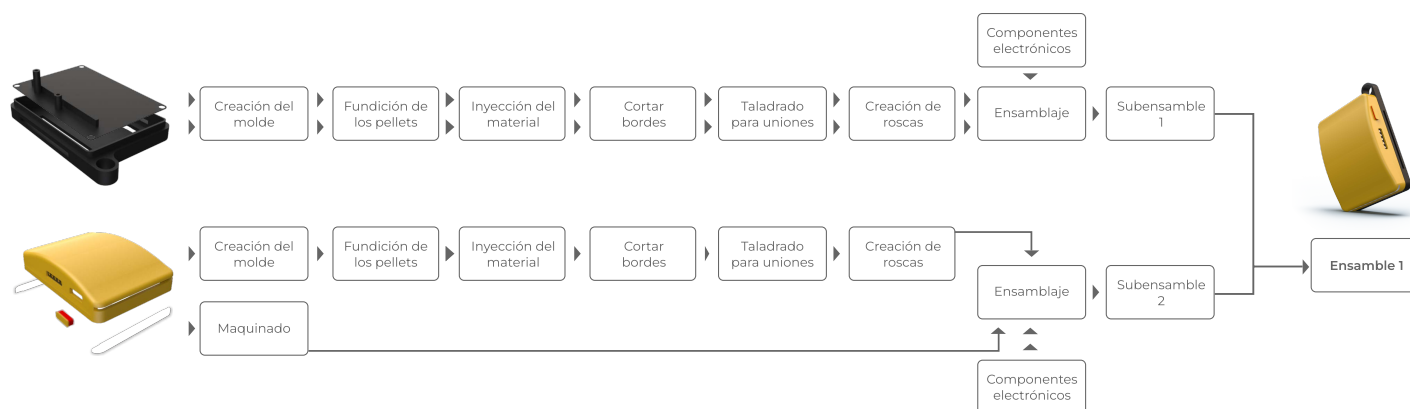 Componentes
electrónicos
Creación del
molde
Fundición de
los pellets
Inyección del
material
Cortar
bordes
Taladrado
para uniones
Creación de
roscas
Ensamblaje
Subensamble
1
Creación del
molde
Fundición de
los pellets
Inyección del
material
Cortar
bordes
Taladrado
para uniones
Creación de
roscas
Ensamblaje
Subensamble
2
Ensamble 1
Maquinado
Componentes
electrónicos